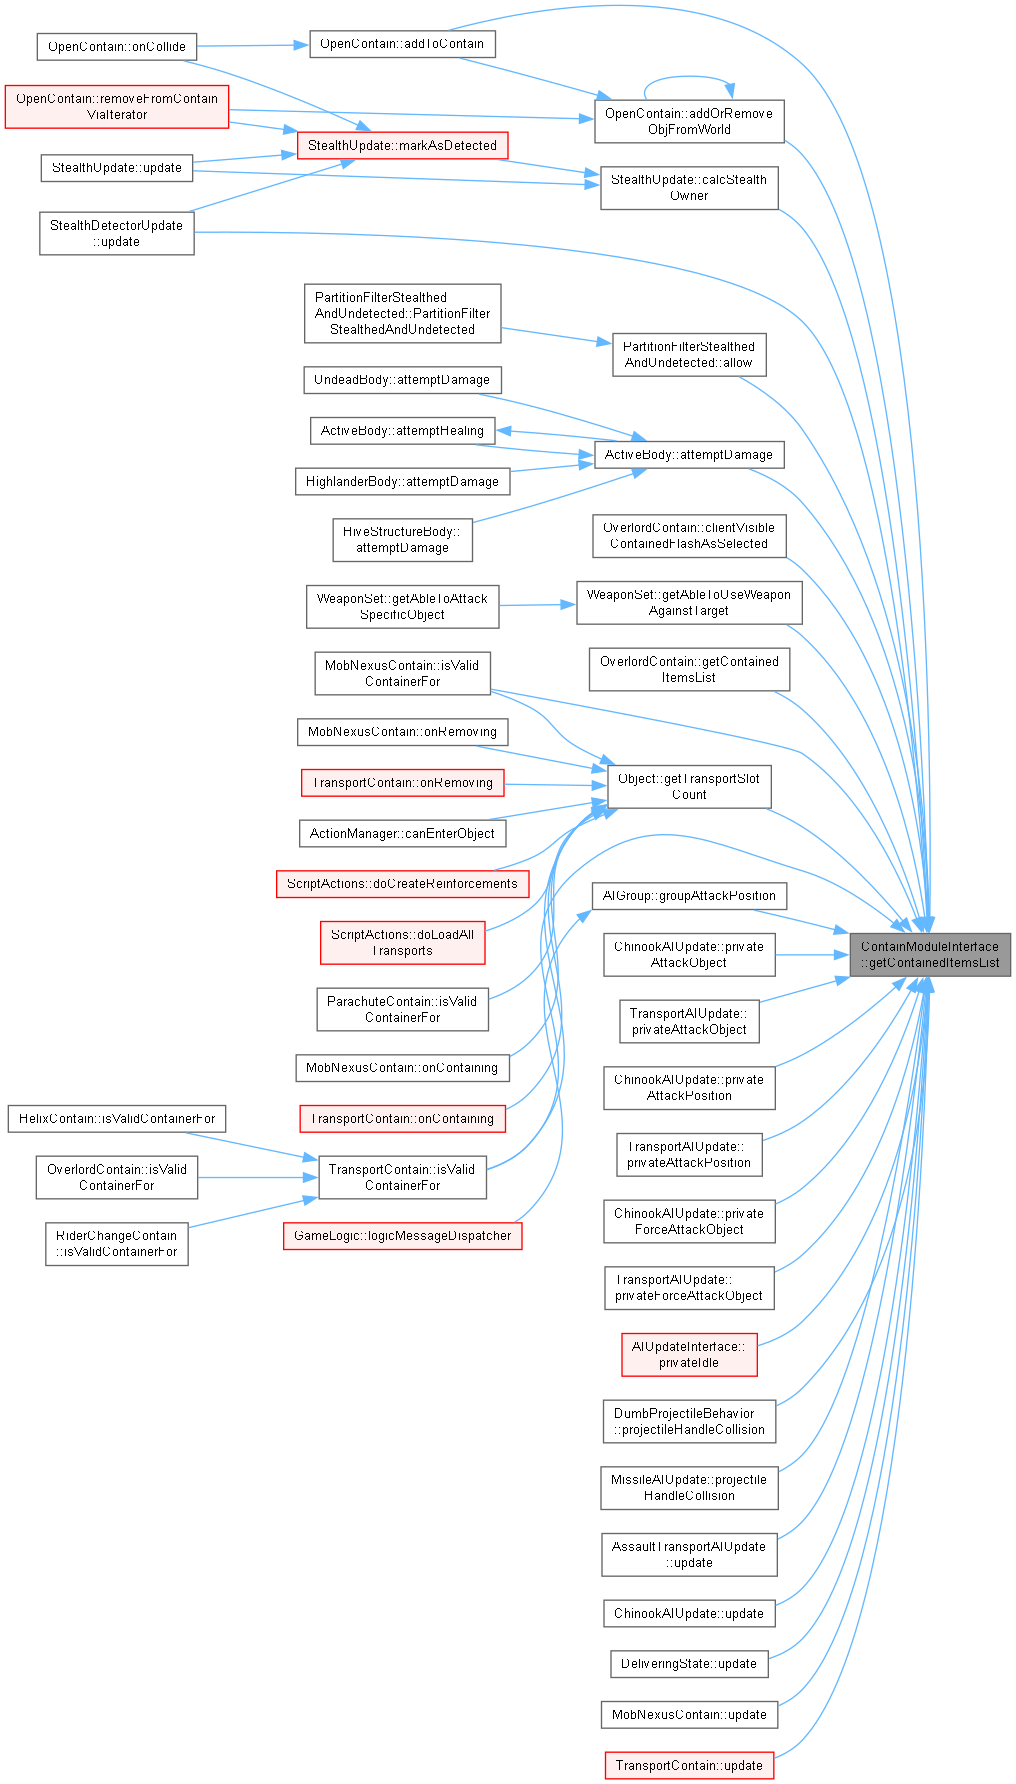 OpenContain::onCollide
OpenContain::addToContain
OpenContain::removeFromContain
ViaIterator
OpenContain::addOrRemove
ObjFromWorld
StealthUpdate::markAsDetected
StealthUpdate::update
StealthUpdate::calcStealth
Owner
StealthDetectorUpdate
::update
PartitionFilterStealthed
AndUndetected::PartitionFilter
StealthedAndUndetected
PartitionFilterStealthed
AndUndetected::allow
UndeadBody::attemptDamage
ActiveBody::attemptHealing
ActiveBody::attemptDamage
HighlanderBody::attemptDamage
HiveStructureBody::
attemptDamage
OverlordContain::clientVisible
ContainedFlashAsSelected
WeaponSet::getAbleToAttack
SpecificObject
WeaponSet::getAbleToUseWeapon
AgainstTarget
MobNexusContain::isValid
ContainerFor
OverlordContain::getContained
ItemsList
MobNexusContain::onRemoving
TransportContain::onRemoving
Object::getTransportSlot
Count
ActionManager::canEnterObject
ScriptActions::doCreateReinforcements
AIGroup::groupAttackPosition
ScriptActions::doLoadAll
Transports
ChinookAIUpdate::private
AttackObject
ContainModuleInterface
::getContainedItemsList
ParachuteContain::isValid
ContainerFor
TransportAIUpdate::
privateAttackObject
MobNexusContain::onContaining
ChinookAIUpdate::private
AttackPosition
TransportContain::onContaining
HelixContain::isValidContainerFor
TransportAIUpdate::
privateAttackPosition
OverlordContain::isValid
ContainerFor
TransportContain::isValid
ContainerFor
ChinookAIUpdate::private
ForceAttackObject
RiderChangeContain
::isValidContainerFor
GameLogic::logicMessageDispatcher
TransportAIUpdate::
privateForceAttackObject
AIUpdateInterface::
privateIdle
DumbProjectileBehavior
::projectileHandleCollision
MissileAIUpdate::projectile
HandleCollision
AssaultTransportAIUpdate
::update
ChinookAIUpdate::update
DeliveringState::update
MobNexusContain::update
TransportContain::update